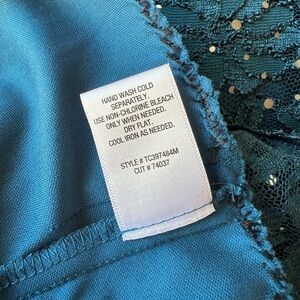 HAND WASH COLD
SEPARATELY.
USE NON-CHLORINE BLEACH
ONLY WHEN NEEDED.
DRY FLAT.
COOL IRON AS NEEDED.
STYLE # TC397484M
CUT # 74037